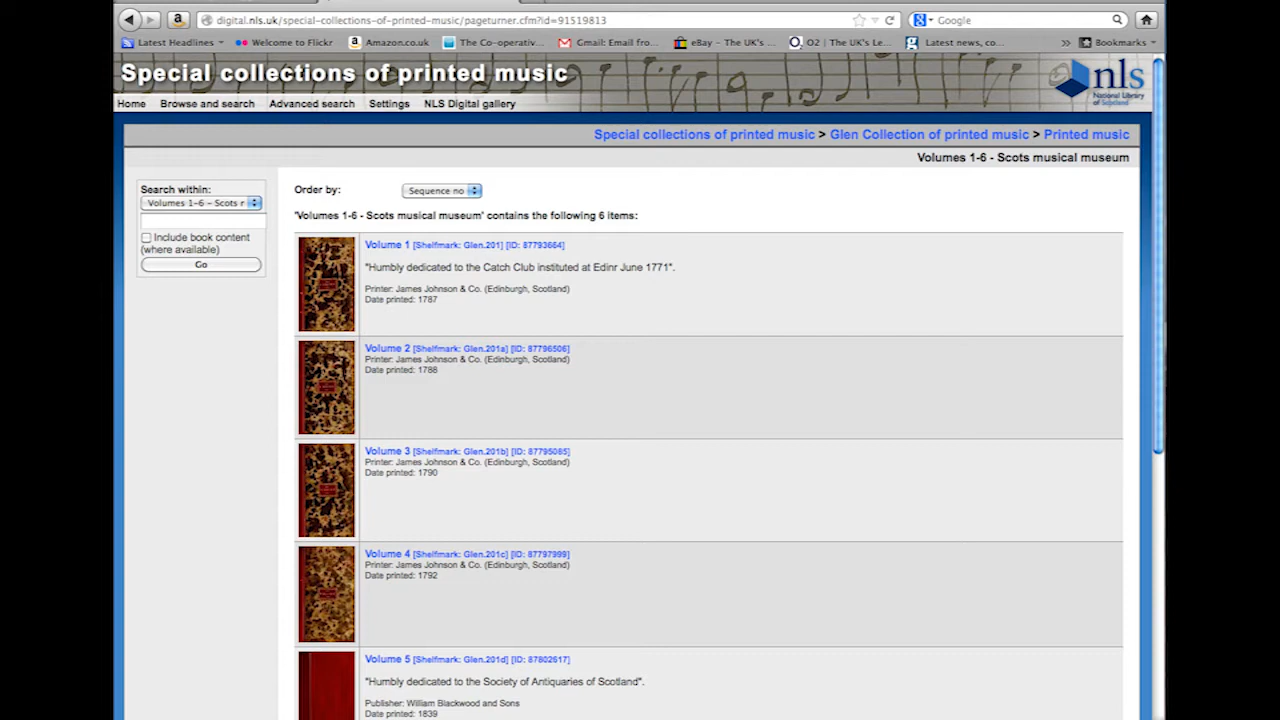 digital.nls.uk/special-collections-of-printed-music/pageturner.cfm?id=91519813
Google
Latest Headlines
Welcome to Flickr
Amazon.co.uk
The Co-operativ...
Gmail: Email fro...
eBay – The UK's ...
O2 | The UK's Le...
Latest news, co...
Bookmarks
Special collections of printed music
nls
National Library
of Scotland
Home Browse and search Advanced search Settings NLS Digital gallery
Special collections of printed music > Glen Collection of printed music > Printed music
Volumes 1-6 - Scots musical museum
Search within:
Volumes 1-6 - Scots r
Include book content
(where available)
Go
Order by: Sequence no
'Volumes 1-6 - Scots musical museum' contains the following 6 items:
Volume 1 [Shelfmark: Glen.201] [ID: 87793664]
"Humbly dedicated to the Catch Club instituted at Edinr June 1771".
Printer: James Johnson & Co. (Edinburgh, Scotland)
Date printed: 1787
Volume 2 [Shelfmark: Glen.201a] [ID: 87796506]
Printer: James Johnson & Co. (Edinburgh, Scotland)
Date printed: 1788
Volume 3 [Shelfmark: Glen.201b] [ID: 87795085]
Printer: James Johnson & Co. (Edinburgh, Scotland)
Date printed: 1790
Volume 4 [Shelfmark: Glen.201c] [ID: 87797999]
Printer: James Johnson & Co. (Edinburgh, Scotland)
Date printed: 1792
Volume 5 [Shelfmark: Glen.201d] [ID: 87802617]
"Humbly dedicated to the Society of Antiquaries of Scotland".
Publisher: William Blackwood and Sons
Date printed: 1839